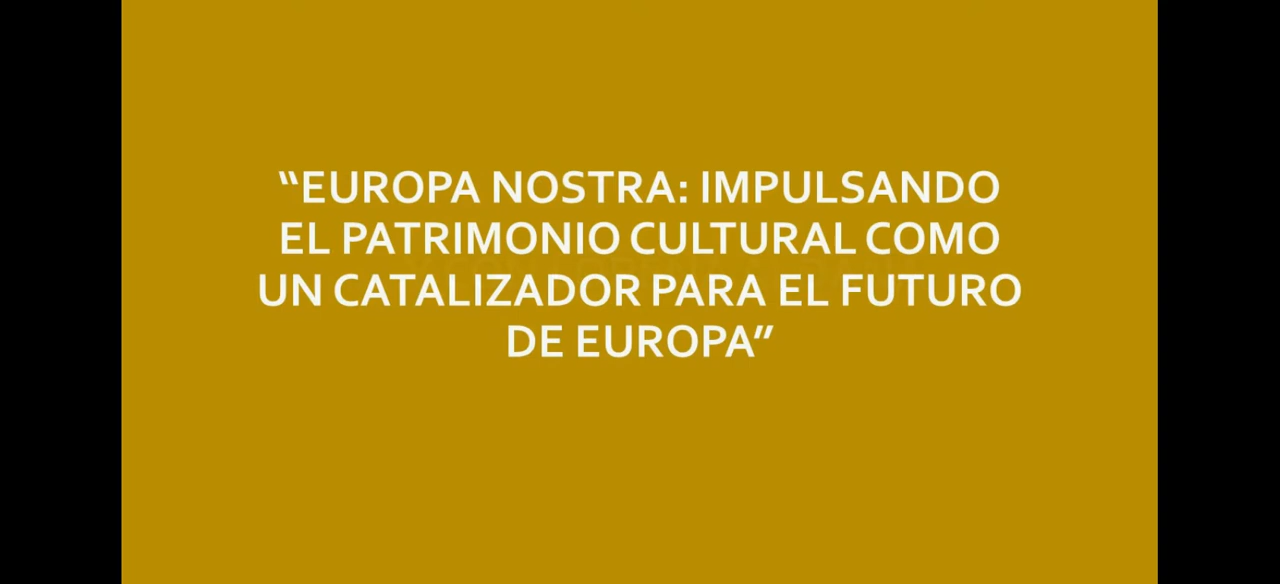 “EUROPA NOSTRA: IMPULSANDO
EL PATRIMONIO CULTURAL COMO
UN CATALIZADOR PARA EL FUTURO
DE EUROPA”